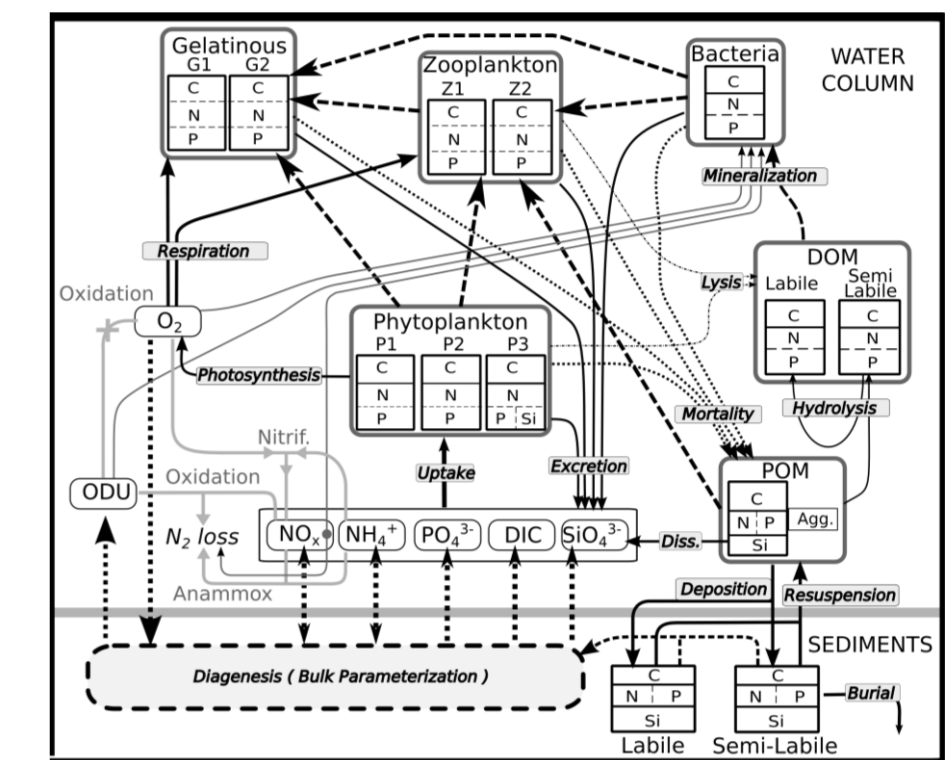 Gelatinous
G1 G2
C C
N N
P P
Zooplankton
Z1 Z2
C C
N N
P P
Bacteria
C
N
P
WATER
COLUMN
Mineralization
Respiration
Oxidation
O₂
DOM
Labile Semi Labile
C C
N N
P P
Lysis
Phytoplankton
P1 P2 P3
C C C
N N N
P P P Si
Photosynthesis
Mortality
Hydrolysis
Nitrif.
Oxidation
Uptake
Excretion
POM
C
N P
Si
Agg.
ODU
N₂ loss
NOₓ NH₄⁺ PO₄³⁻ DIC SiO₄³⁻
Diss.
Anammox
Deposition
Resuspension
SEDIMENTS
Diagenesis ( Bulk Parameterization )
C C
N P N P
Si Si
Burial
Labile Semi-Labile